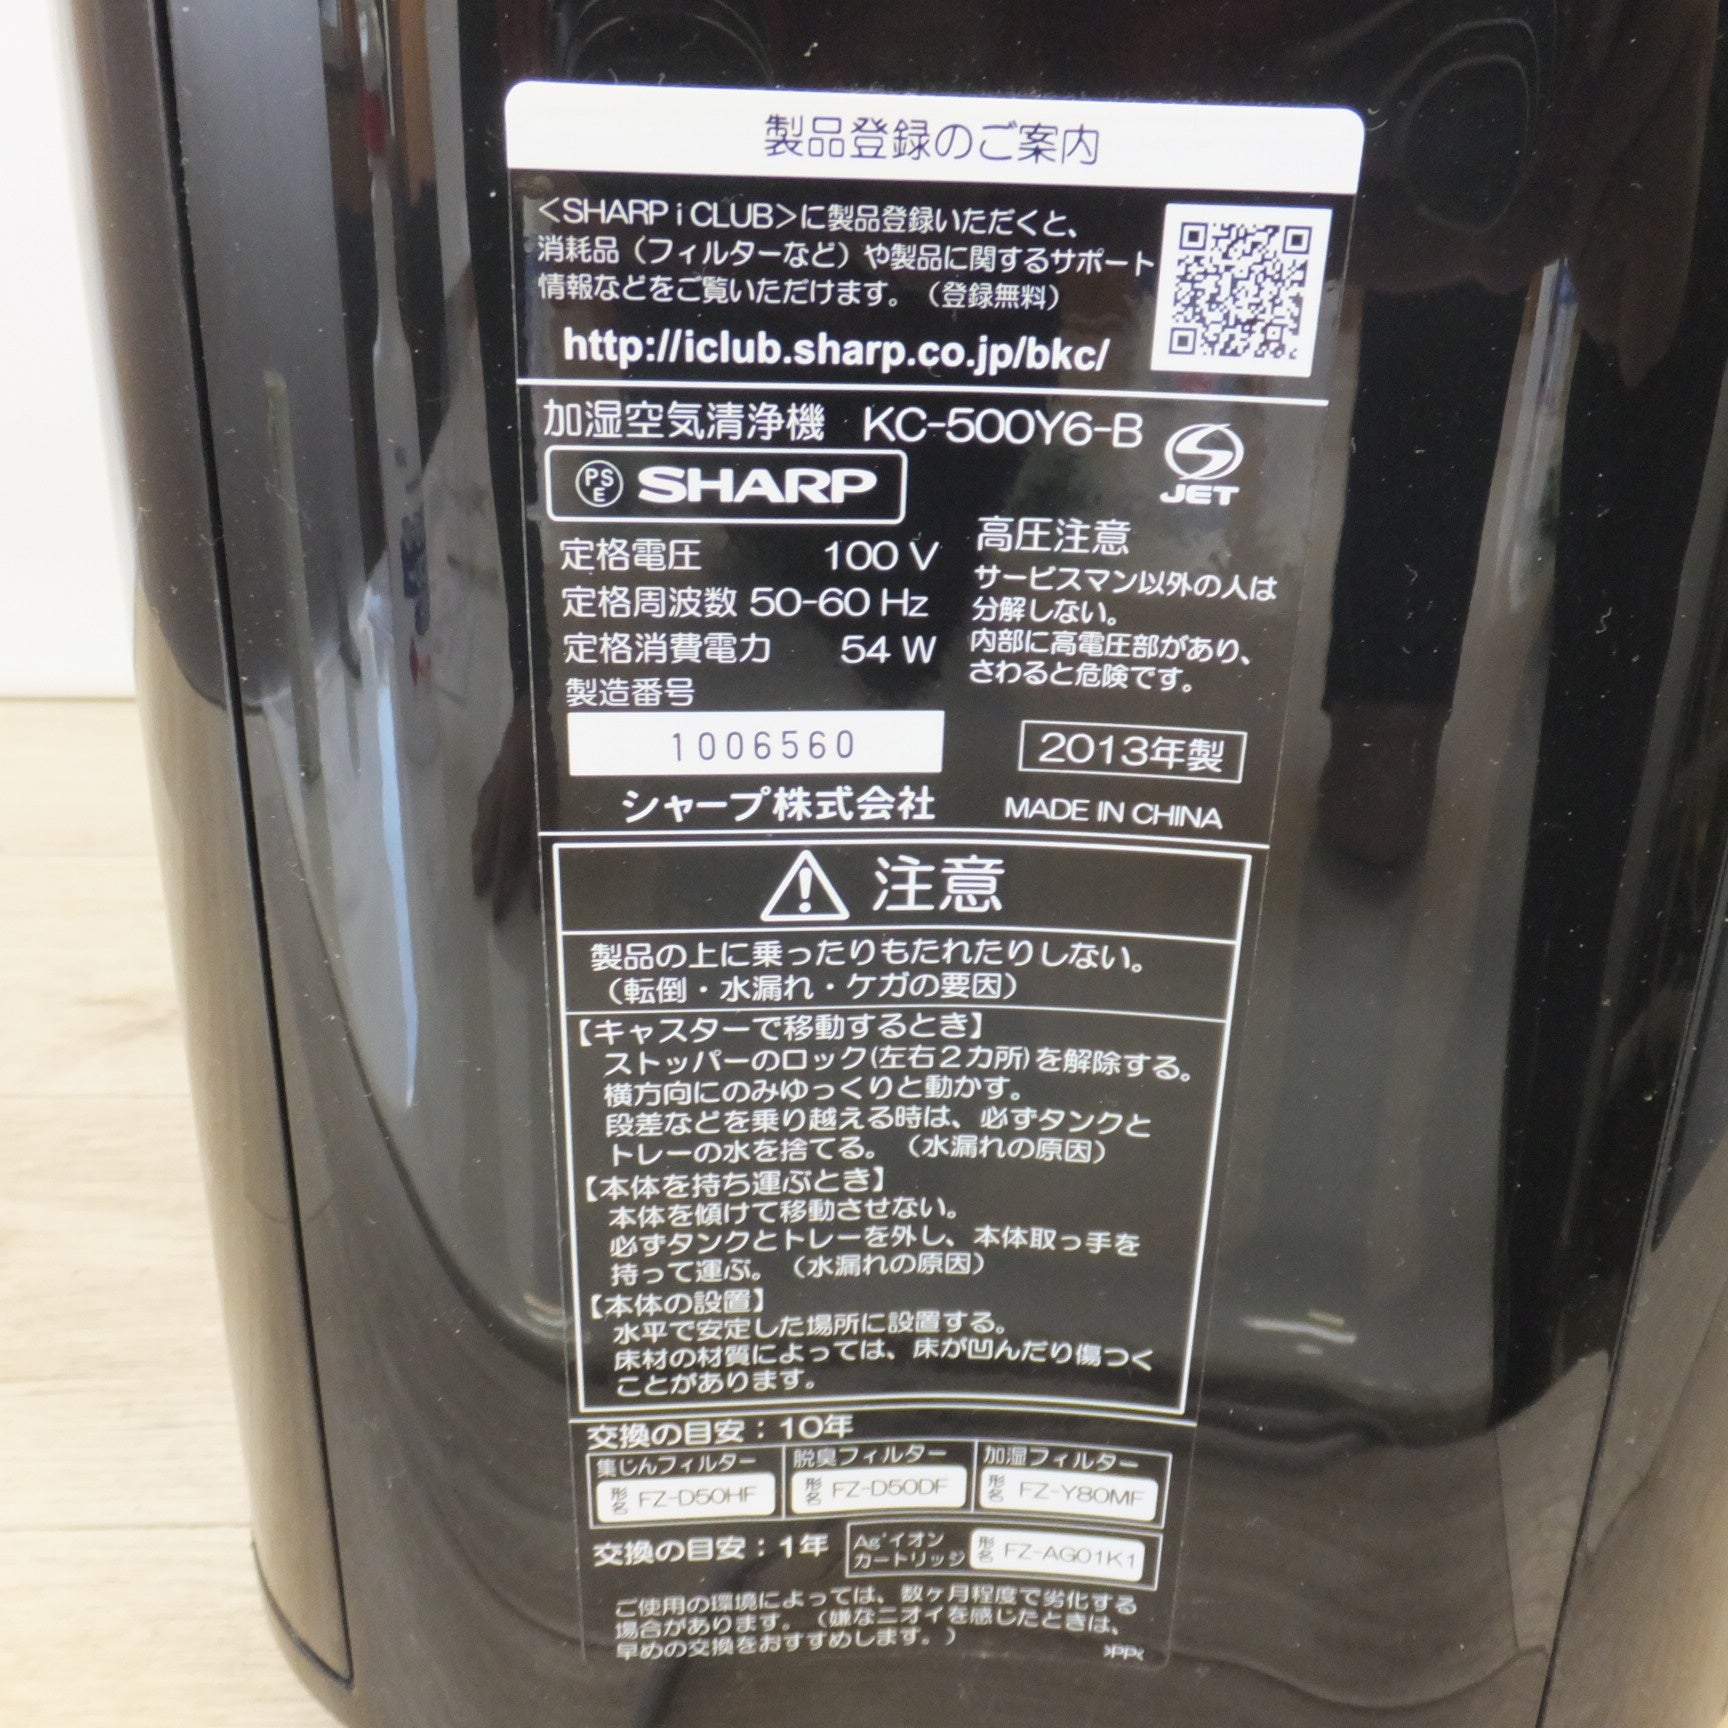 製品登録のご案内
<SHARP i CLUB>に製品登録いただくと、
消耗品（フィルターなど）や製品に関するサポート
情報などをご覧いただけます。（登録無料）
http://iclub.sharp.co.jp/bkc/
加湿空気清浄機 KC-500Y6-B
PSE SHARP
JET
定格電圧 100 V
定格周波数 50-60 Hz
定格消費電力 54 W
製造番号
1006560
高圧注意
サービスマン以外の人は
分解しない。
内部に高電圧部があり、
さわると危険です。
2013年製
シャープ株式会社 MADE IN CHINA
注意
製品の上に乗ったりもたれたりしない。
（転倒・水漏れ・ケガの要因）
【キャスターで移動するとき】
ストッパーのロック(左右2カ所)を解除する。
横方向にのみゆっくりと動かす。
段差などを乗り越える時は、必ずタンクと
トレーの水を捨てる。（水漏れの原因）
【本体を持ち運ぶとき】
本体を傾けて移動させない。
必ずタンクとトレーを外し、本体取っ手を
持って運ぶ。（水漏れの原因）
【本体の設置】
水平で安定した場所に設置する。
床材の材質によっては、床が凹んだり傷つく
ことがあります。
交換の目安：10年
集じんフィルター 脱臭フィルター 加湿フィルター
形名 FZ-D50HF 形名 FZ-D50DF 形名 FZ-Y80MF
交換の目安：1年 Ag⁺イオンカートリッジ 形名 FZ-AG01K1
ご使用の環境によっては、数ヶ月程度で劣化する
場合があります。（嫌なニオイを感じたときは、
早めの交換をおすすめします。）
>PP<